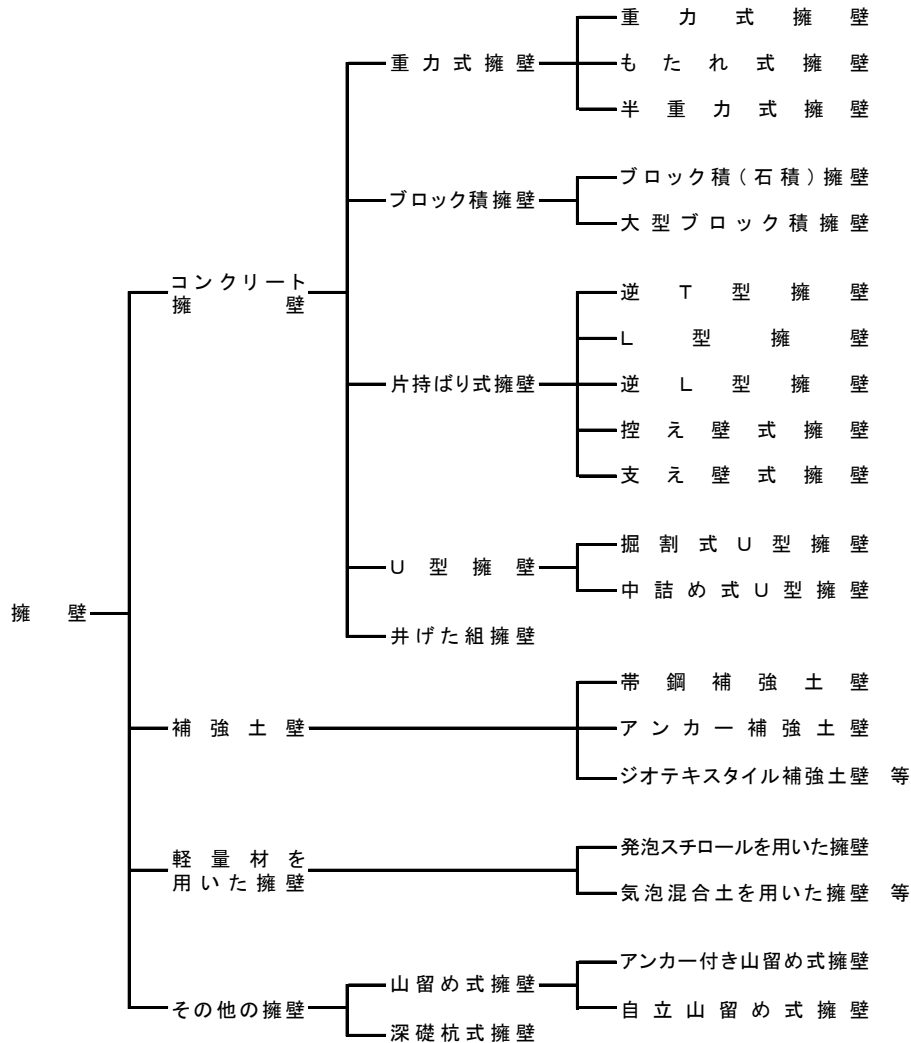 重力式擁壁
重力式擁壁
もたれ式擁壁
半重力式擁壁
ブロック積擁壁
ブロック積(石積)擁壁
大型ブロック積擁壁
コンクリート
擁壁
逆T型擁壁
L型擁壁
片持ばり式擁壁
逆L型擁壁
控え壁式擁壁
支え壁式擁壁
U型擁壁
掘割式U型擁壁
中詰め式U型擁壁
擁壁
井げた組擁壁
補強土壁
帯鋼補強土壁
アンカー補強土壁
ジオテキスタイル補強土壁 等
軽量材を
用いた擁壁
発泡スチロールを用いた擁壁
気泡混合土を用いた擁壁 等
その他の擁壁
山留め式擁壁
アンカー付き山留め式擁壁
自立山留め式擁壁
深礎杭式擁壁